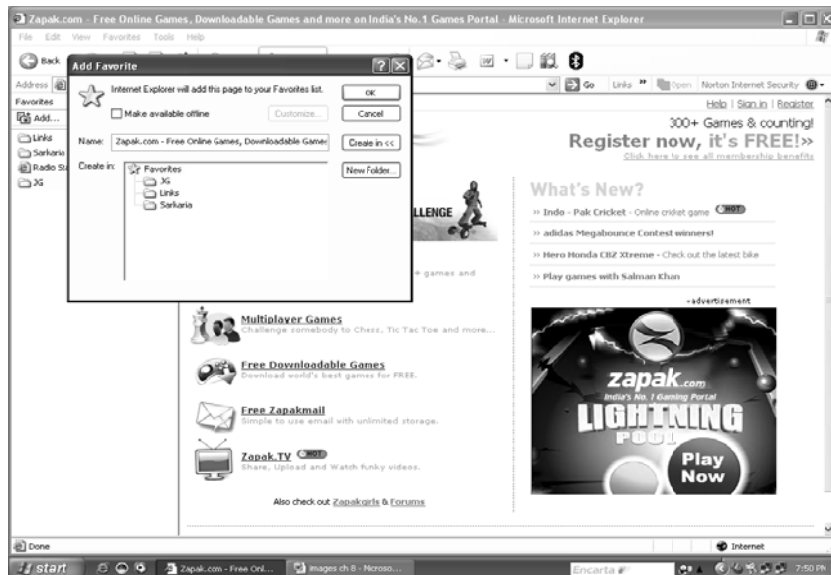 Zapak.com - Free Online Games, Downloadable Games and more on India's No.1 Games Portal - Microsoft Internet Explorer
File Edit View Favorites Tools Help
Back
Address
Go Links » Open Norton Internet Security
Favorites
Add...
Links
Sarkaria
Radio St
JG
Add Favorite
Internet Explorer will add this page to your Favorites list.
Make available offline
Customize...
OK
Cancel
Name: Zapak.com - Free Online Games, Downloadable Games
Create in <<
Create in:
Favorites
JG
Links
Sarkaria
New Folder...
Help | Sign in | Register
300+ Games & counting!
Register now, it's FREE!»
Click here to see all membership benefits
LLENGE
+ games and
What's New?
» Indo - Pak Cricket - Online cricket game HOT
» adidas Megabounce Contest winners!
» Hero Honda CBZ Xtreme - Check out the latest bike
» Play games with Salman Khan
Multiplayer Games
Challenge somebody to Chess, Tic Tac Toe and more...
Free Downloadable Games
Download world's best games for FREE.
Free Zapakmail
Simple to use email with unlimited storage.
Zapak.TV HOT
Share, Upload and Watch funky videos.
Also check out Zapakgirls & Forums
-advertisement
zapak.com
India's No. 1 Gaming Portal
LIGHTNING
POOL
Play
Now
Done
Internet
start
Zapak.com - Free Onl...
images ch 8 - Microso...
Encarta
7:50 PM